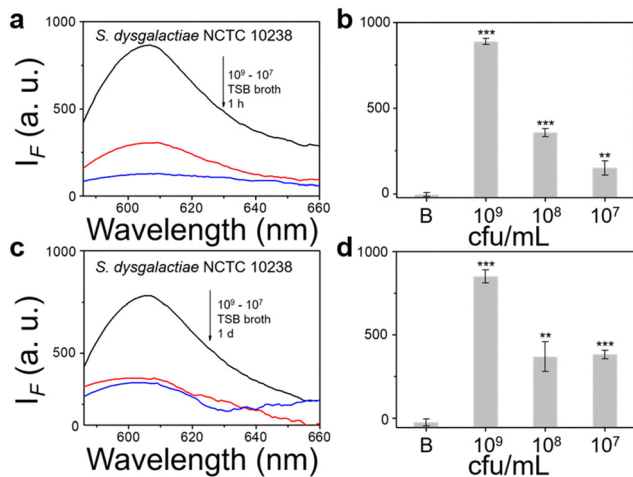 a
S. dysgalactiae NCTC 10238
10⁹ - 10⁷
TSB broth
1 h
I_F (a. u.)
1000
500
0
600
620
640
660
Wavelength (nm)
b
1000
500
0
***
***
**
B
10⁹
10⁸
10⁷
cfu/mL
c
S. dysgalactiae NCTC 10238
10⁹ - 10⁷
TSB broth
1 d
I_F (a. u.)
1000
500
0
600
620
640
660
Wavelength (nm)
d
1000
500
0
***
**
***
B
10⁹
10⁸
10⁷
cfu/mL